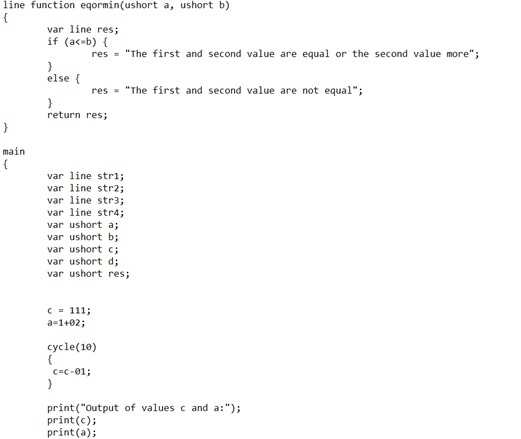 line function eqormin(ushort a, ushort b)
{
var line res;
if (a<=b) {
res = "The first and second value are equal or the second value more";
}
else {
res = "The first and second value are not equal";
}
return res;
}
main
{
var line str1;
var line str2;
var line str3;
var line str4;
var ushort a;
var ushort b;
var ushort c;
var ushort d;
var ushort res;
c = 111;
a=1+02;
cycle(10)
{
c=c-01;
}
print("Output of values c and a:");
print(c);
print(a);